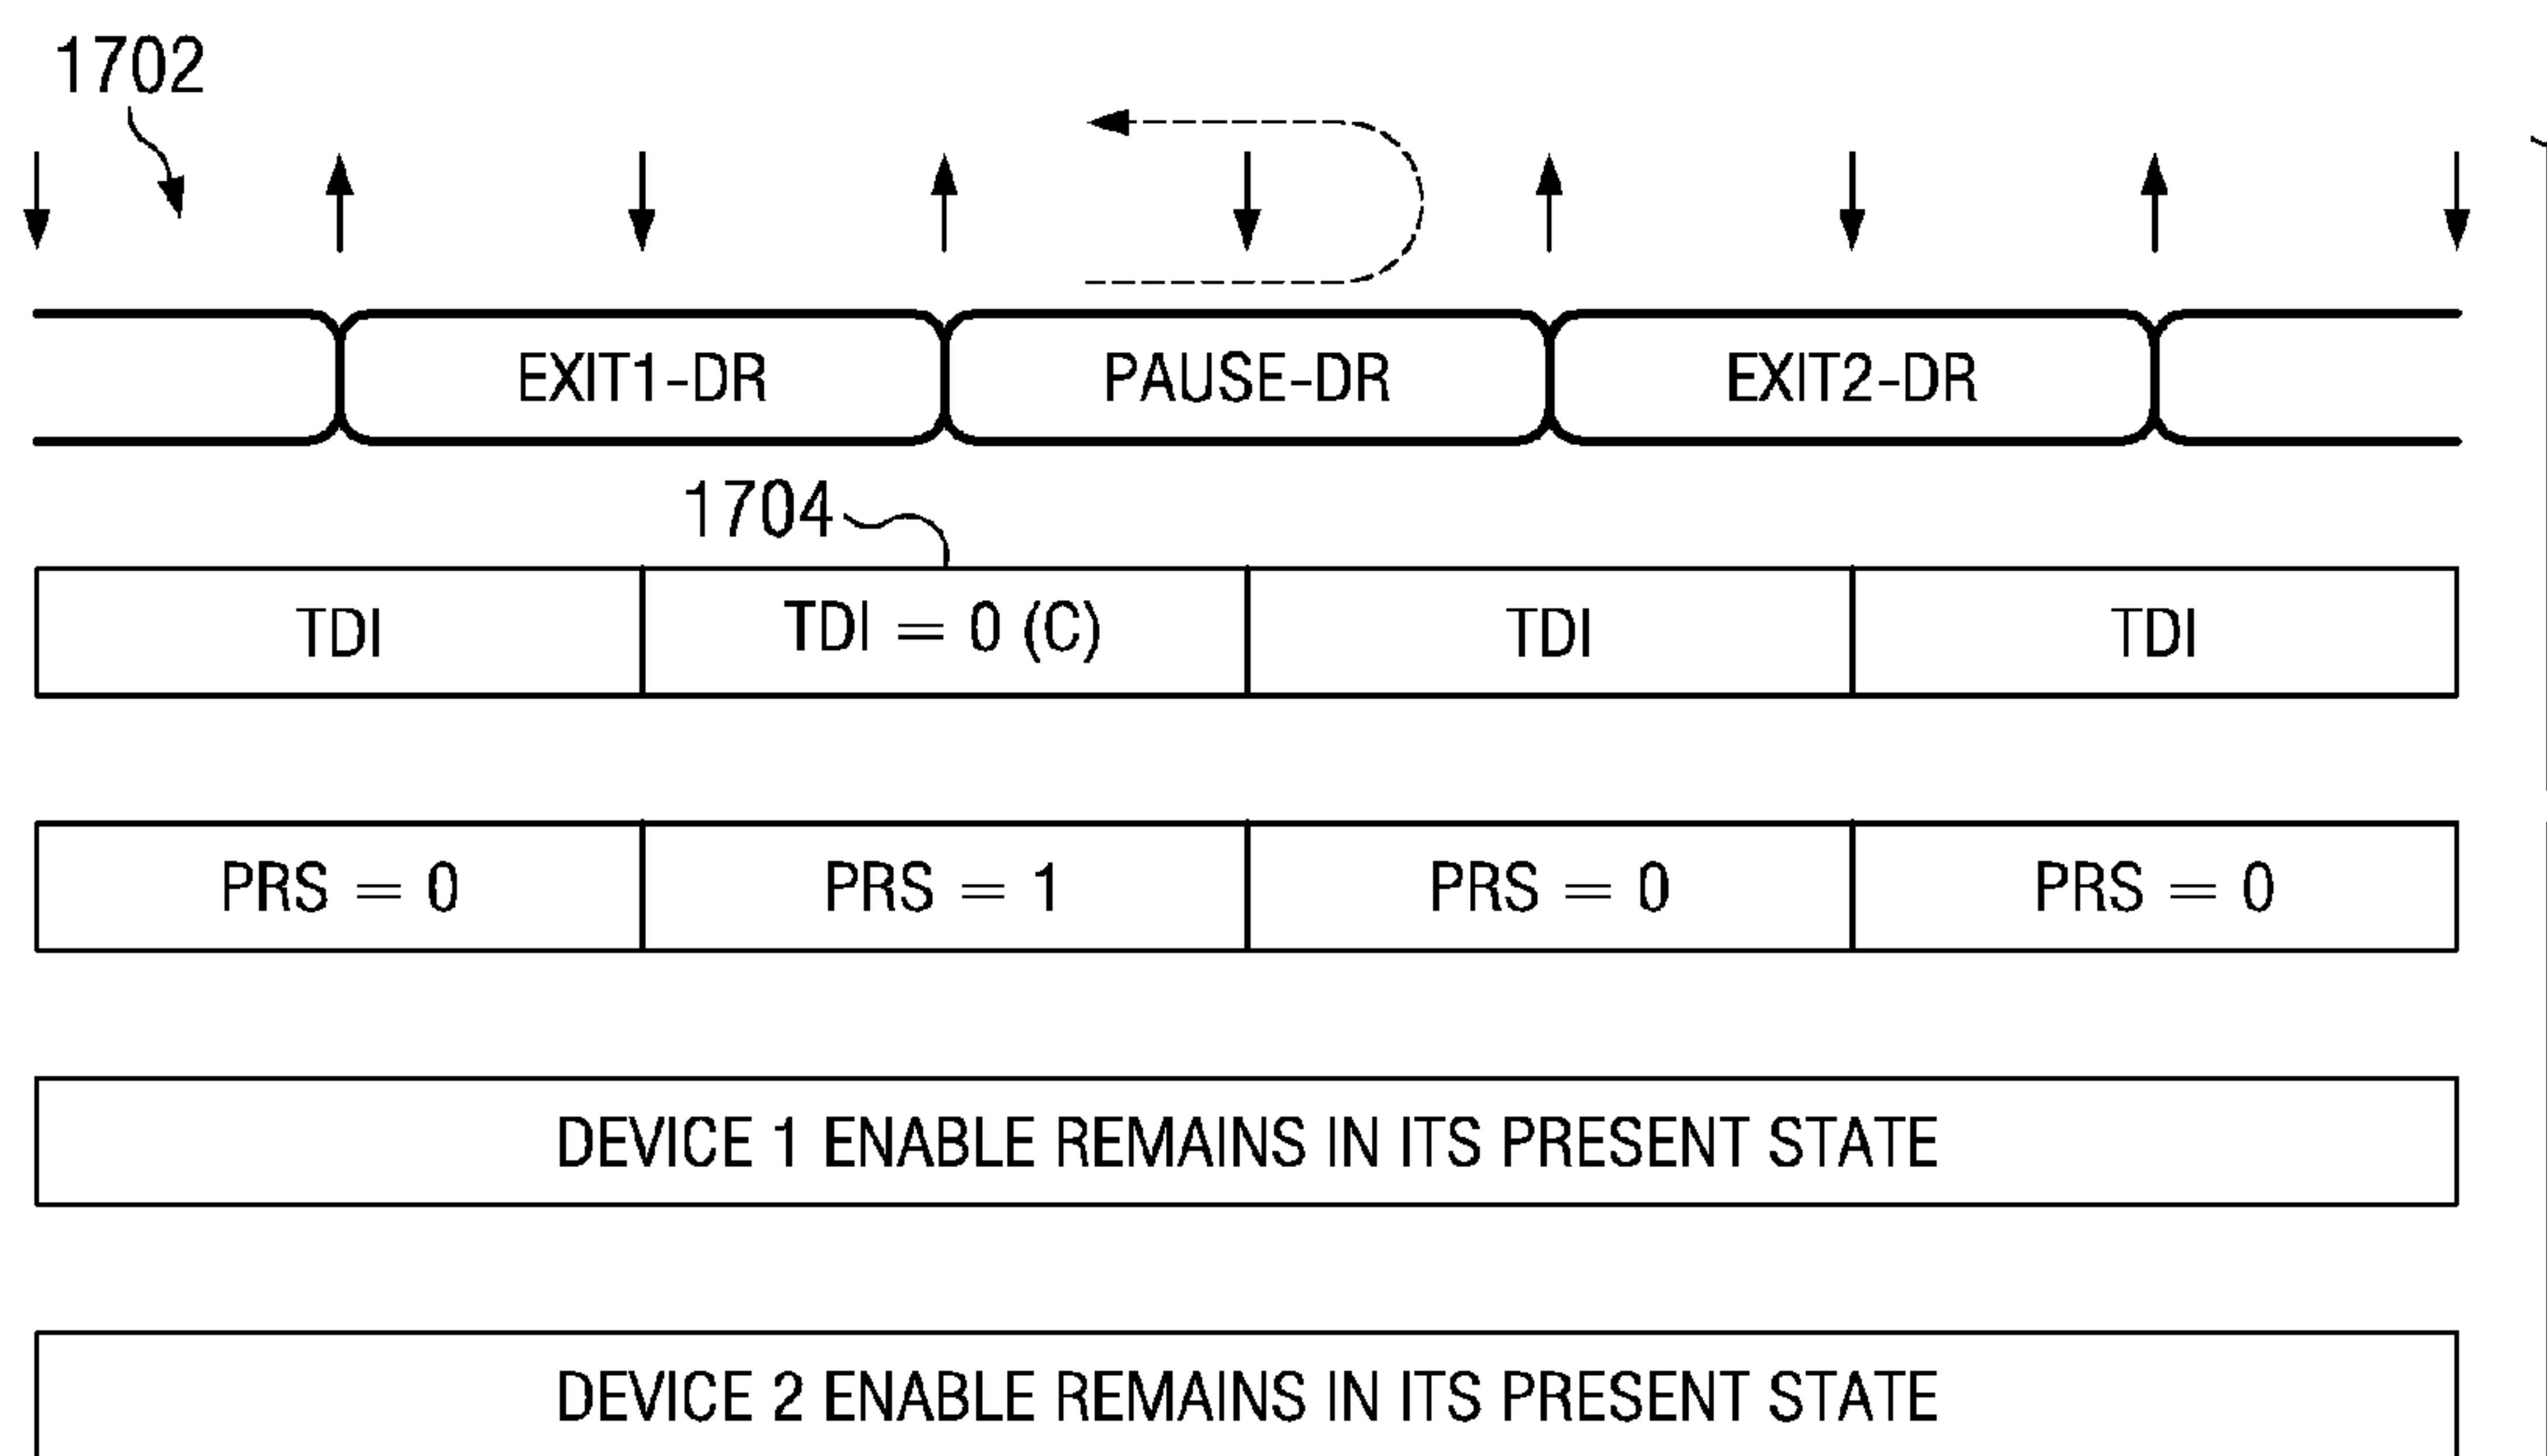 1702
EXIT1-DR PAUSE-DR EXIT2-DR
1704
TDI TDI = 0 (C) TDI TDI
PRS = 0 PRS = 1 PRS = 0 PRS = 0
DEVICE 1 ENABLE REMAINS IN ITS PRESENT STATE
DEVICE 2 ENABLE REMAINS IN ITS PRESENT STATE